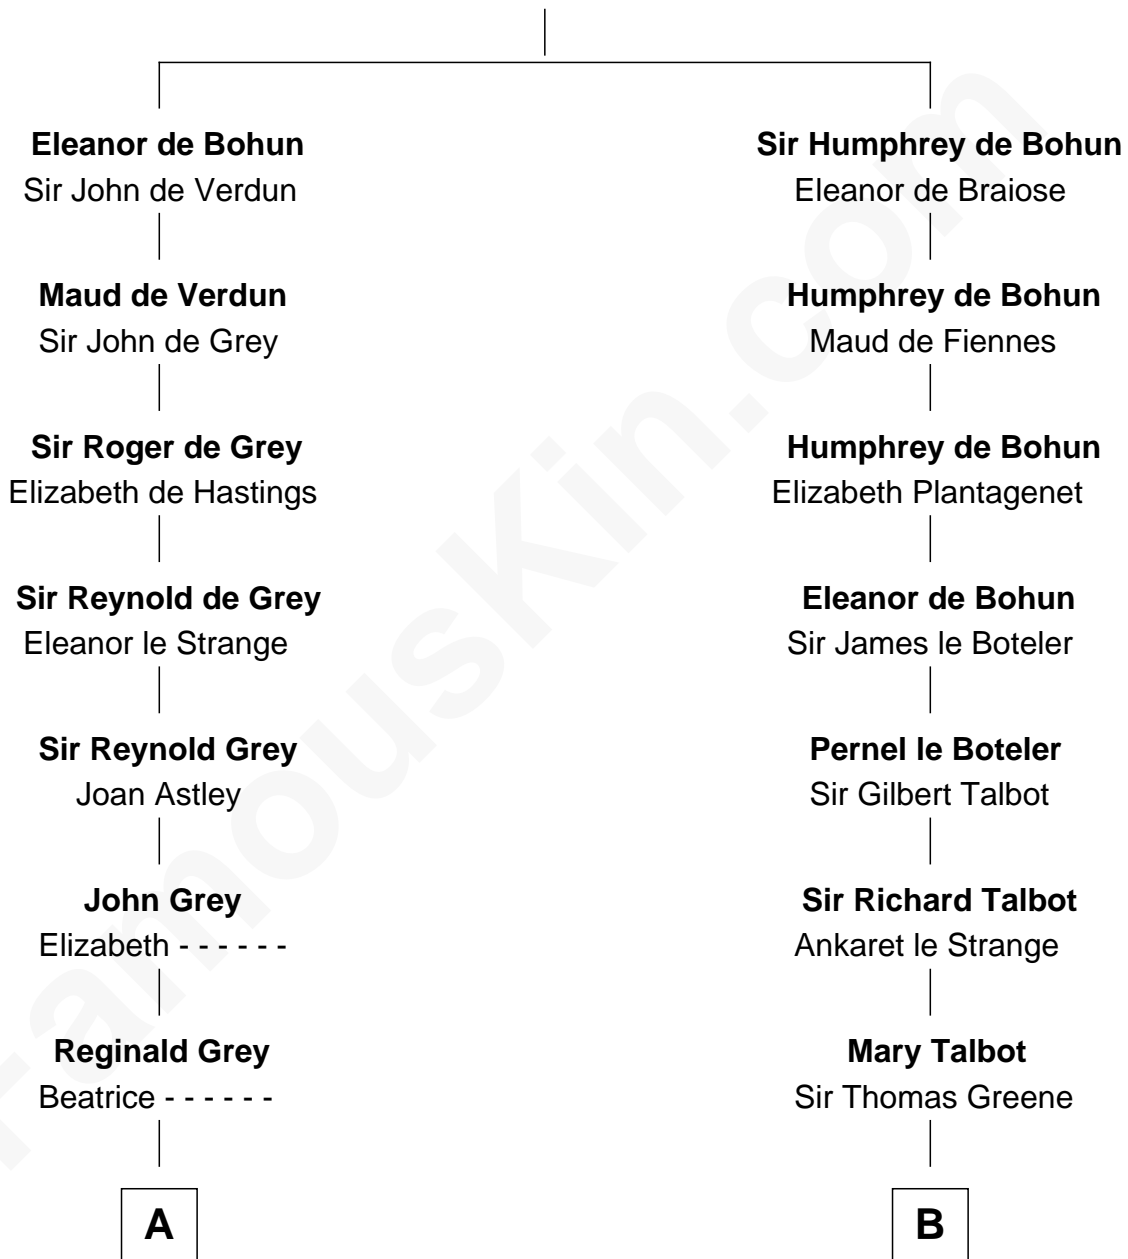 Eleanor de Bohun
Sir John de Verdun
Maud de Verdun
Sir John de Grey
Sir Roger de Grey
Elizabeth de Hastings
Sir Reynold de Grey
Eleanor le Strange
Sir Reynold Grey
Joan Astley
John Grey
Elizabeth - - - - - -
Reginald Grey
Beatrice - - - - - -
A
Sir Humphrey de Bohun
Eleanor de Braiose
Humphrey de Bohun
Maud de Fiennes
Humphrey de Bohun
Elizabeth Plantagenet
Eleanor de Bohun
Sir James le Boteler
Pernel le Boteler
Sir Gilbert Talbot
Sir Richard Talbot
Ankaret le Strange
Mary Talbot
Sir Thomas Greene
B
FamousKin.com